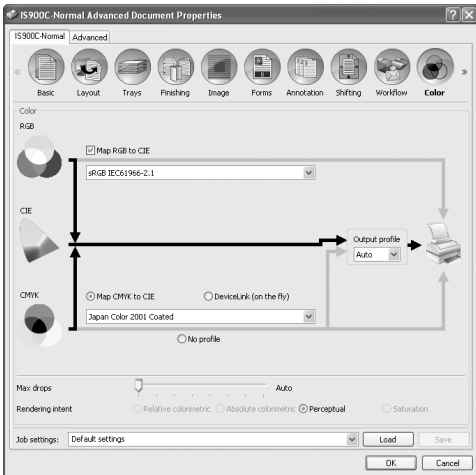 IS900C-Normal Advanced Document Properties
IS900C-Normal Advanced
Basic Layout Trays Finishing Image Forms Annotation Shifting Workflow Color
Color
RGB
Map RGB to CIE
sRGB IEC61966-2.1
CIE
Output profile
Auto
CMYK
Map CMYK to CIE DeviceLink (on the fly)
Japan Color 2001 Coated
No profile
Max drops Auto
Rendering intent Relative colorimetric Absolute colorimetric Perceptual Saturation
Job settings: Default settings Load Save
OK Cancel